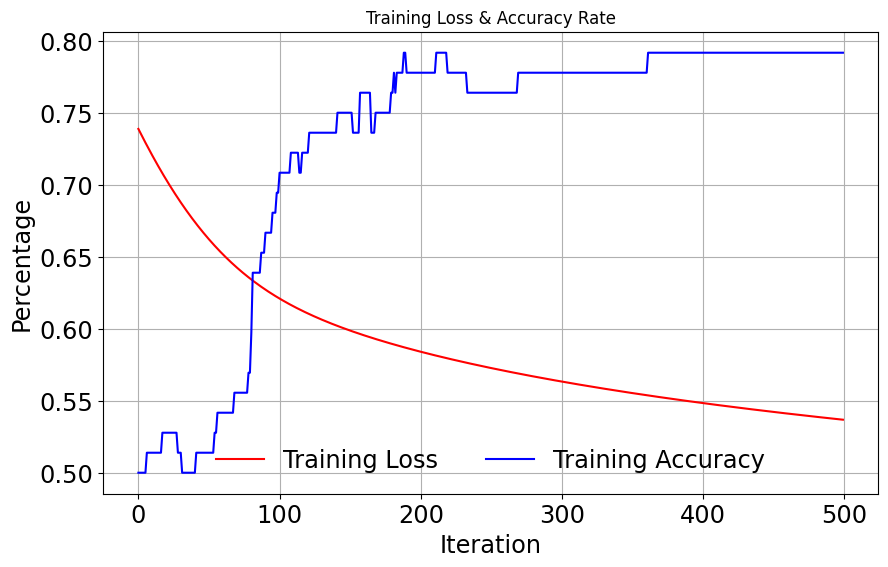 Training Loss & Accuracy Rate
0.80
0.75
0.70
0.65
0.60
0.55
0.50
Percentage
Training Loss Training Accuracy
0 100 200 300 400 500
Iteration